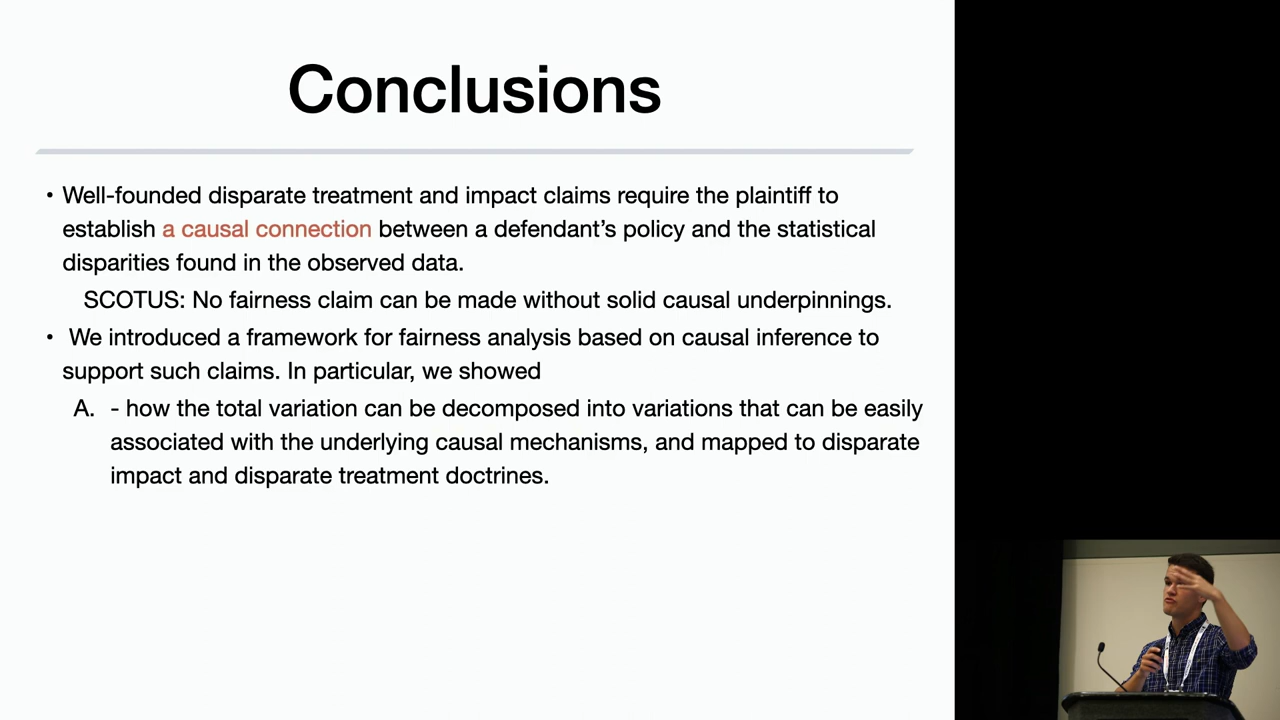 Conclusions
• Well-founded disparate treatment and impact claims require the plaintiff to
establish a causal connection between a defendant’s policy and the statistical
disparities found in the observed data.
SCOTUS: No fairness claim can be made without solid causal underpinnings.
• We introduced a framework for fairness analysis based on causal inference to
support such claims. In particular, we showed
A. - how the total variation can be decomposed into variations that can be easily
associated with the underlying causal mechanisms, and mapped to disparate
impact and disparate treatment doctrines.